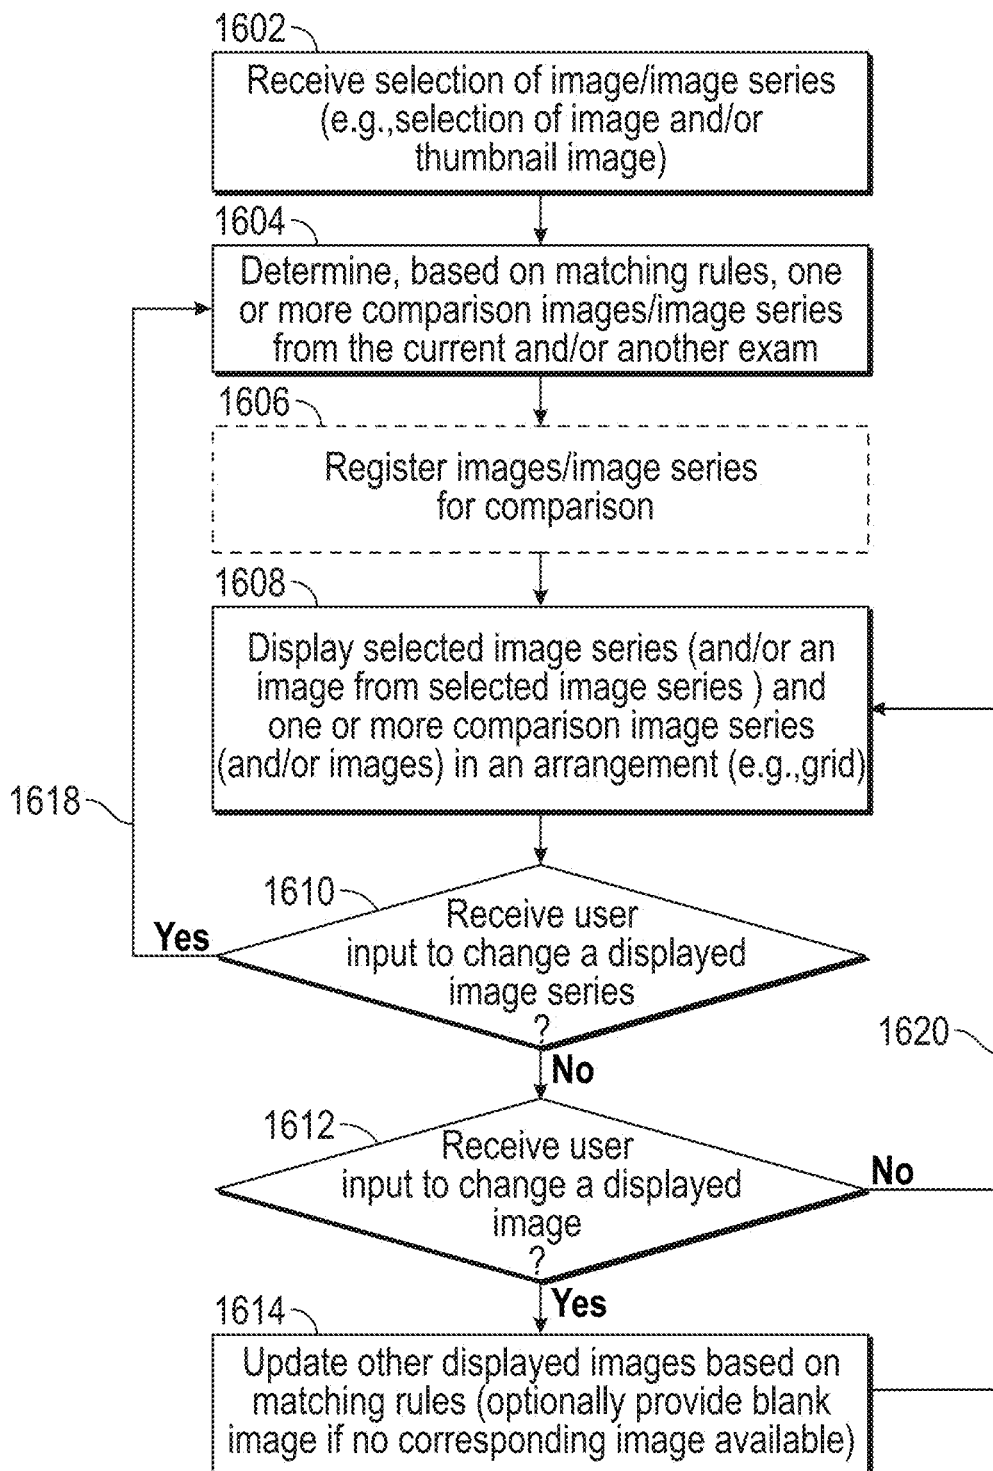 1602
Receive selection of image/image series
(e.g.,selection of image and/or
thumbnail image)
1604
Determine, based on matching rules, one
or more comparison images/image series
from the current and/or another exam
1606
Register images/image series
for comparison
1608
Display selected image series (and/or an
image from selected image series ) and
one or more comparison image series
(and/or images) in an arrangement (e.g.,grid)
1618
1610
Receive user
input to change a displayed
image series
?
Yes
No
1620
1612
Receive user
input to change a displayed
image
?
No
Yes
1614
Update other displayed images based on
matching rules (optionally provide blank
image if no corresponding image available)